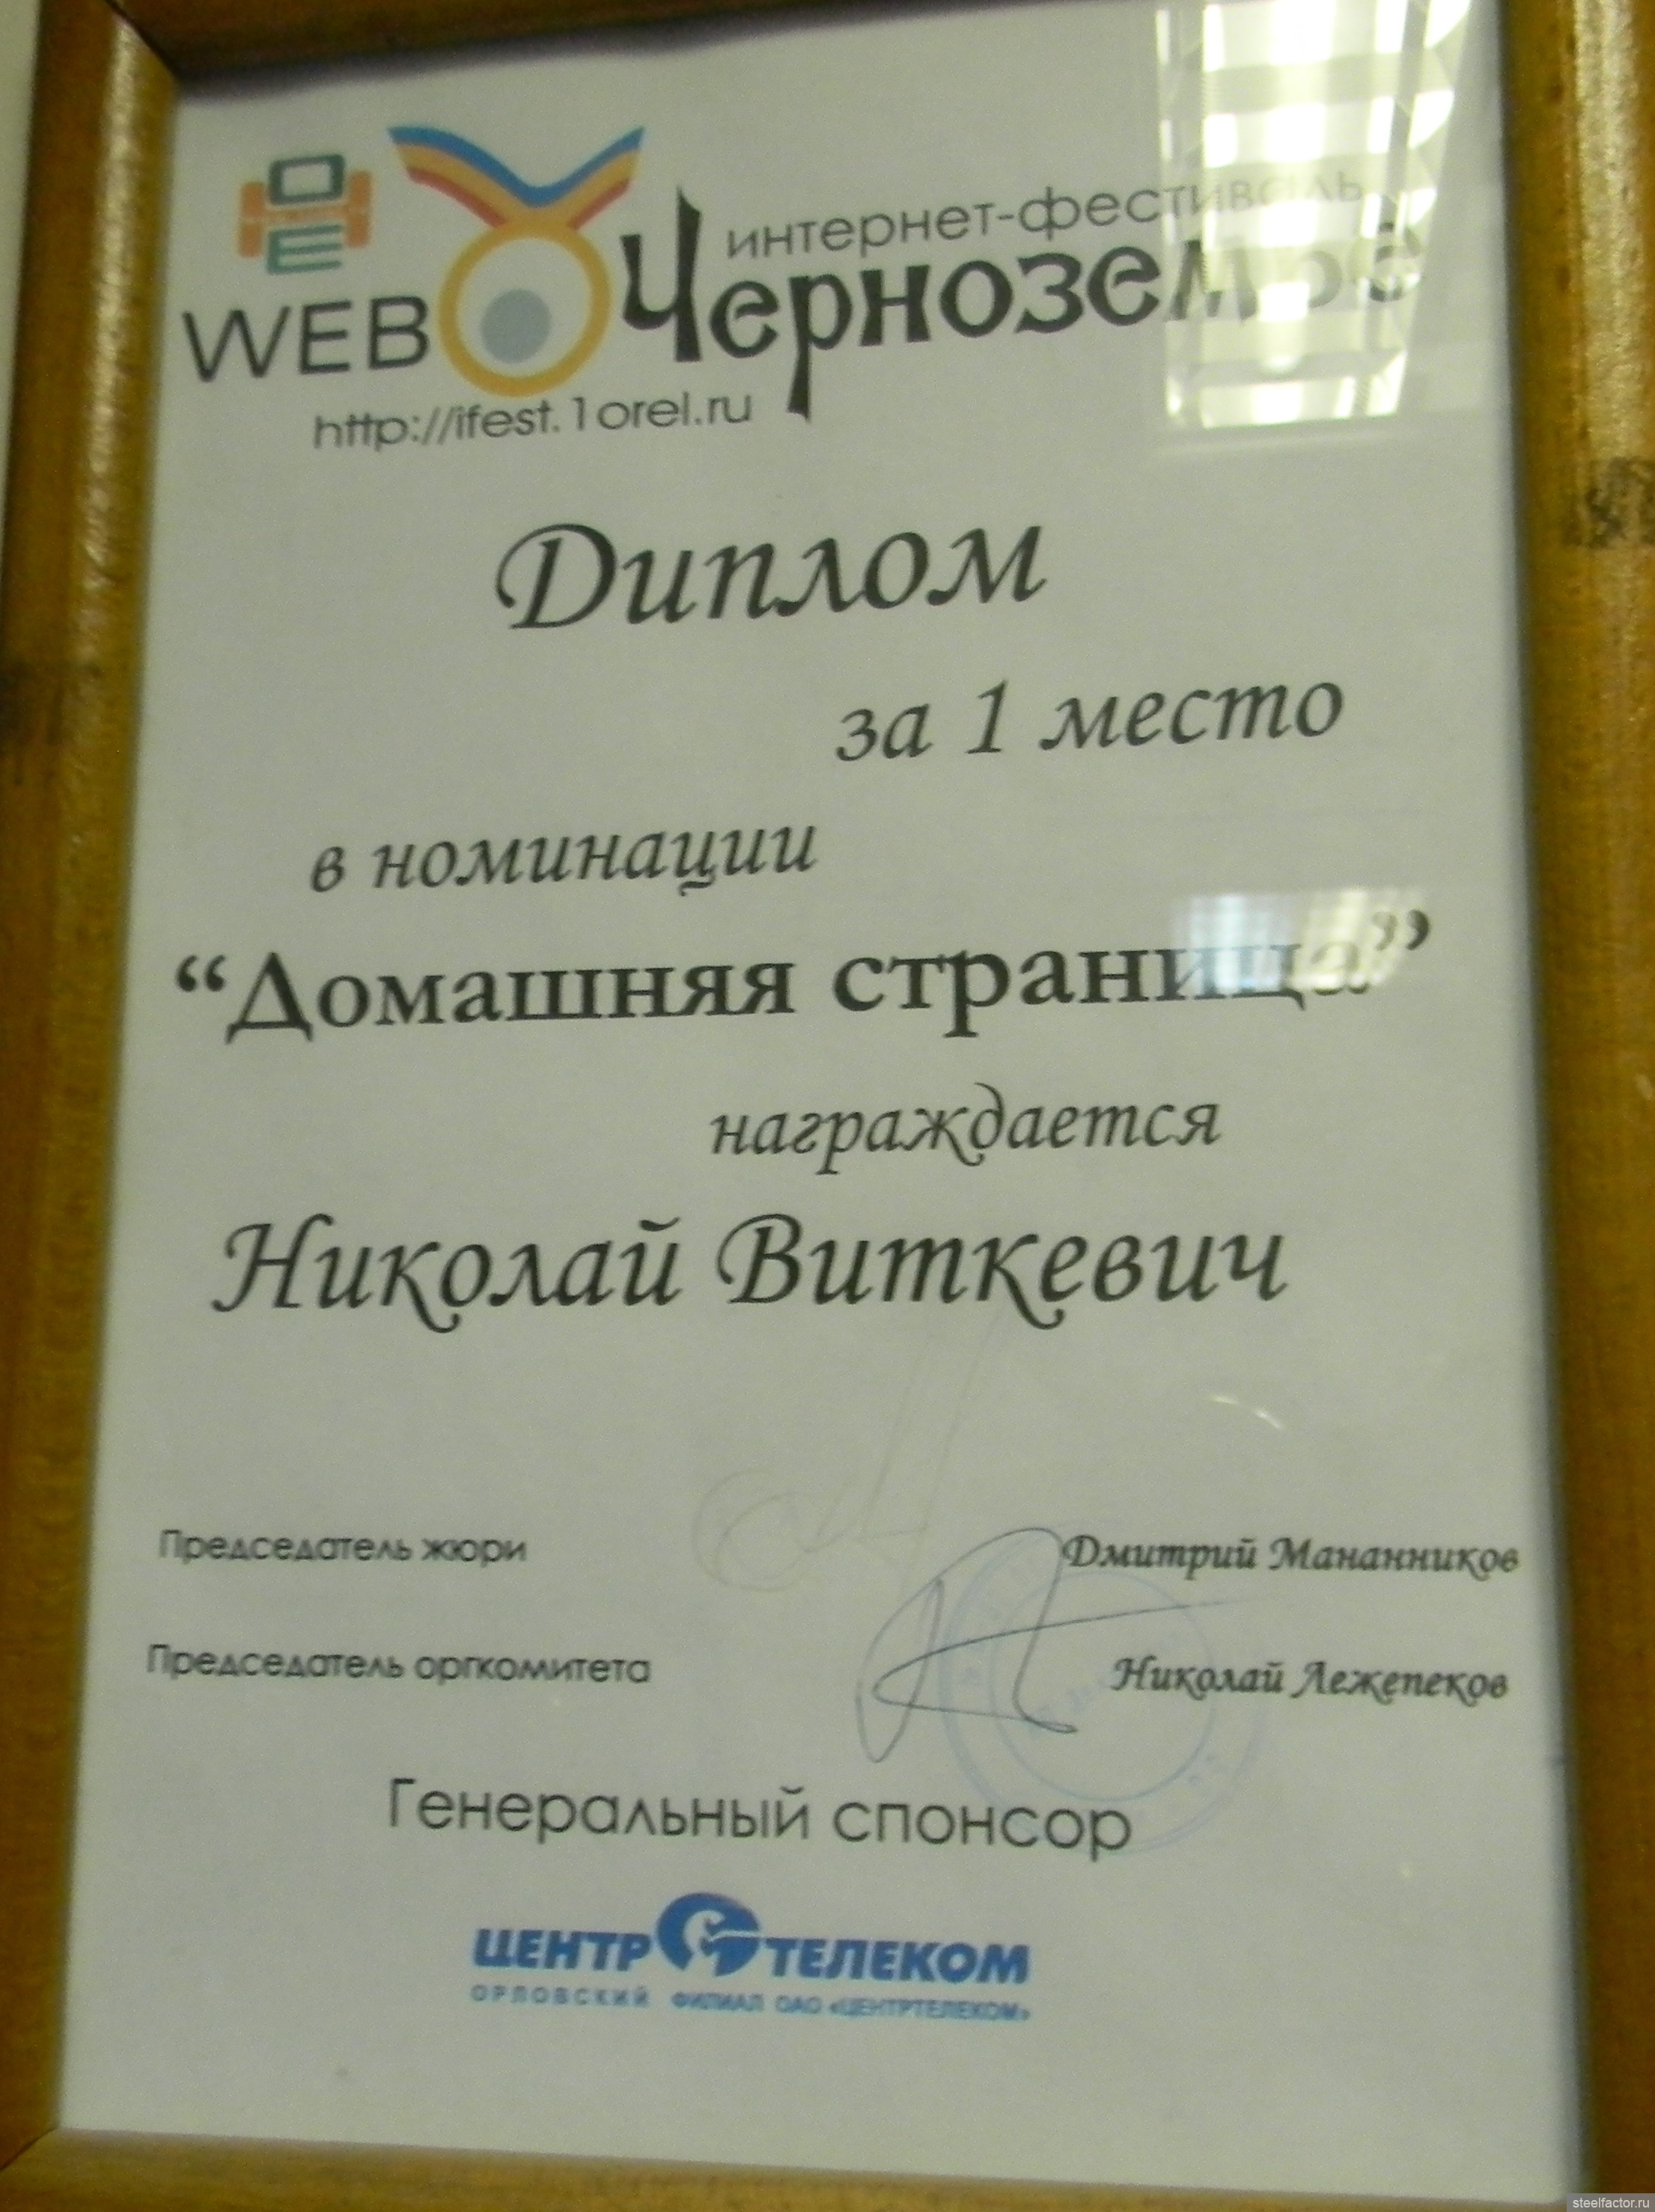 WEB
интернет-фестиваль
Черноземье
http://ifest.1orel.ru
Диплом
за 1 место
в номинации
“Домашняя страница”
награждается
Николай Виткевич
Председатель жюри Дмитрий Мананников
Председатель оргкомитета Николай Лежепеков
Генеральный спонсор
ЦЕНТРТЕЛЕКОМ
ОРЛОВСКИЙ ФИЛИАЛ ОАО «ЦЕНТРТЕЛЕКОМ»
steelfactor.ru